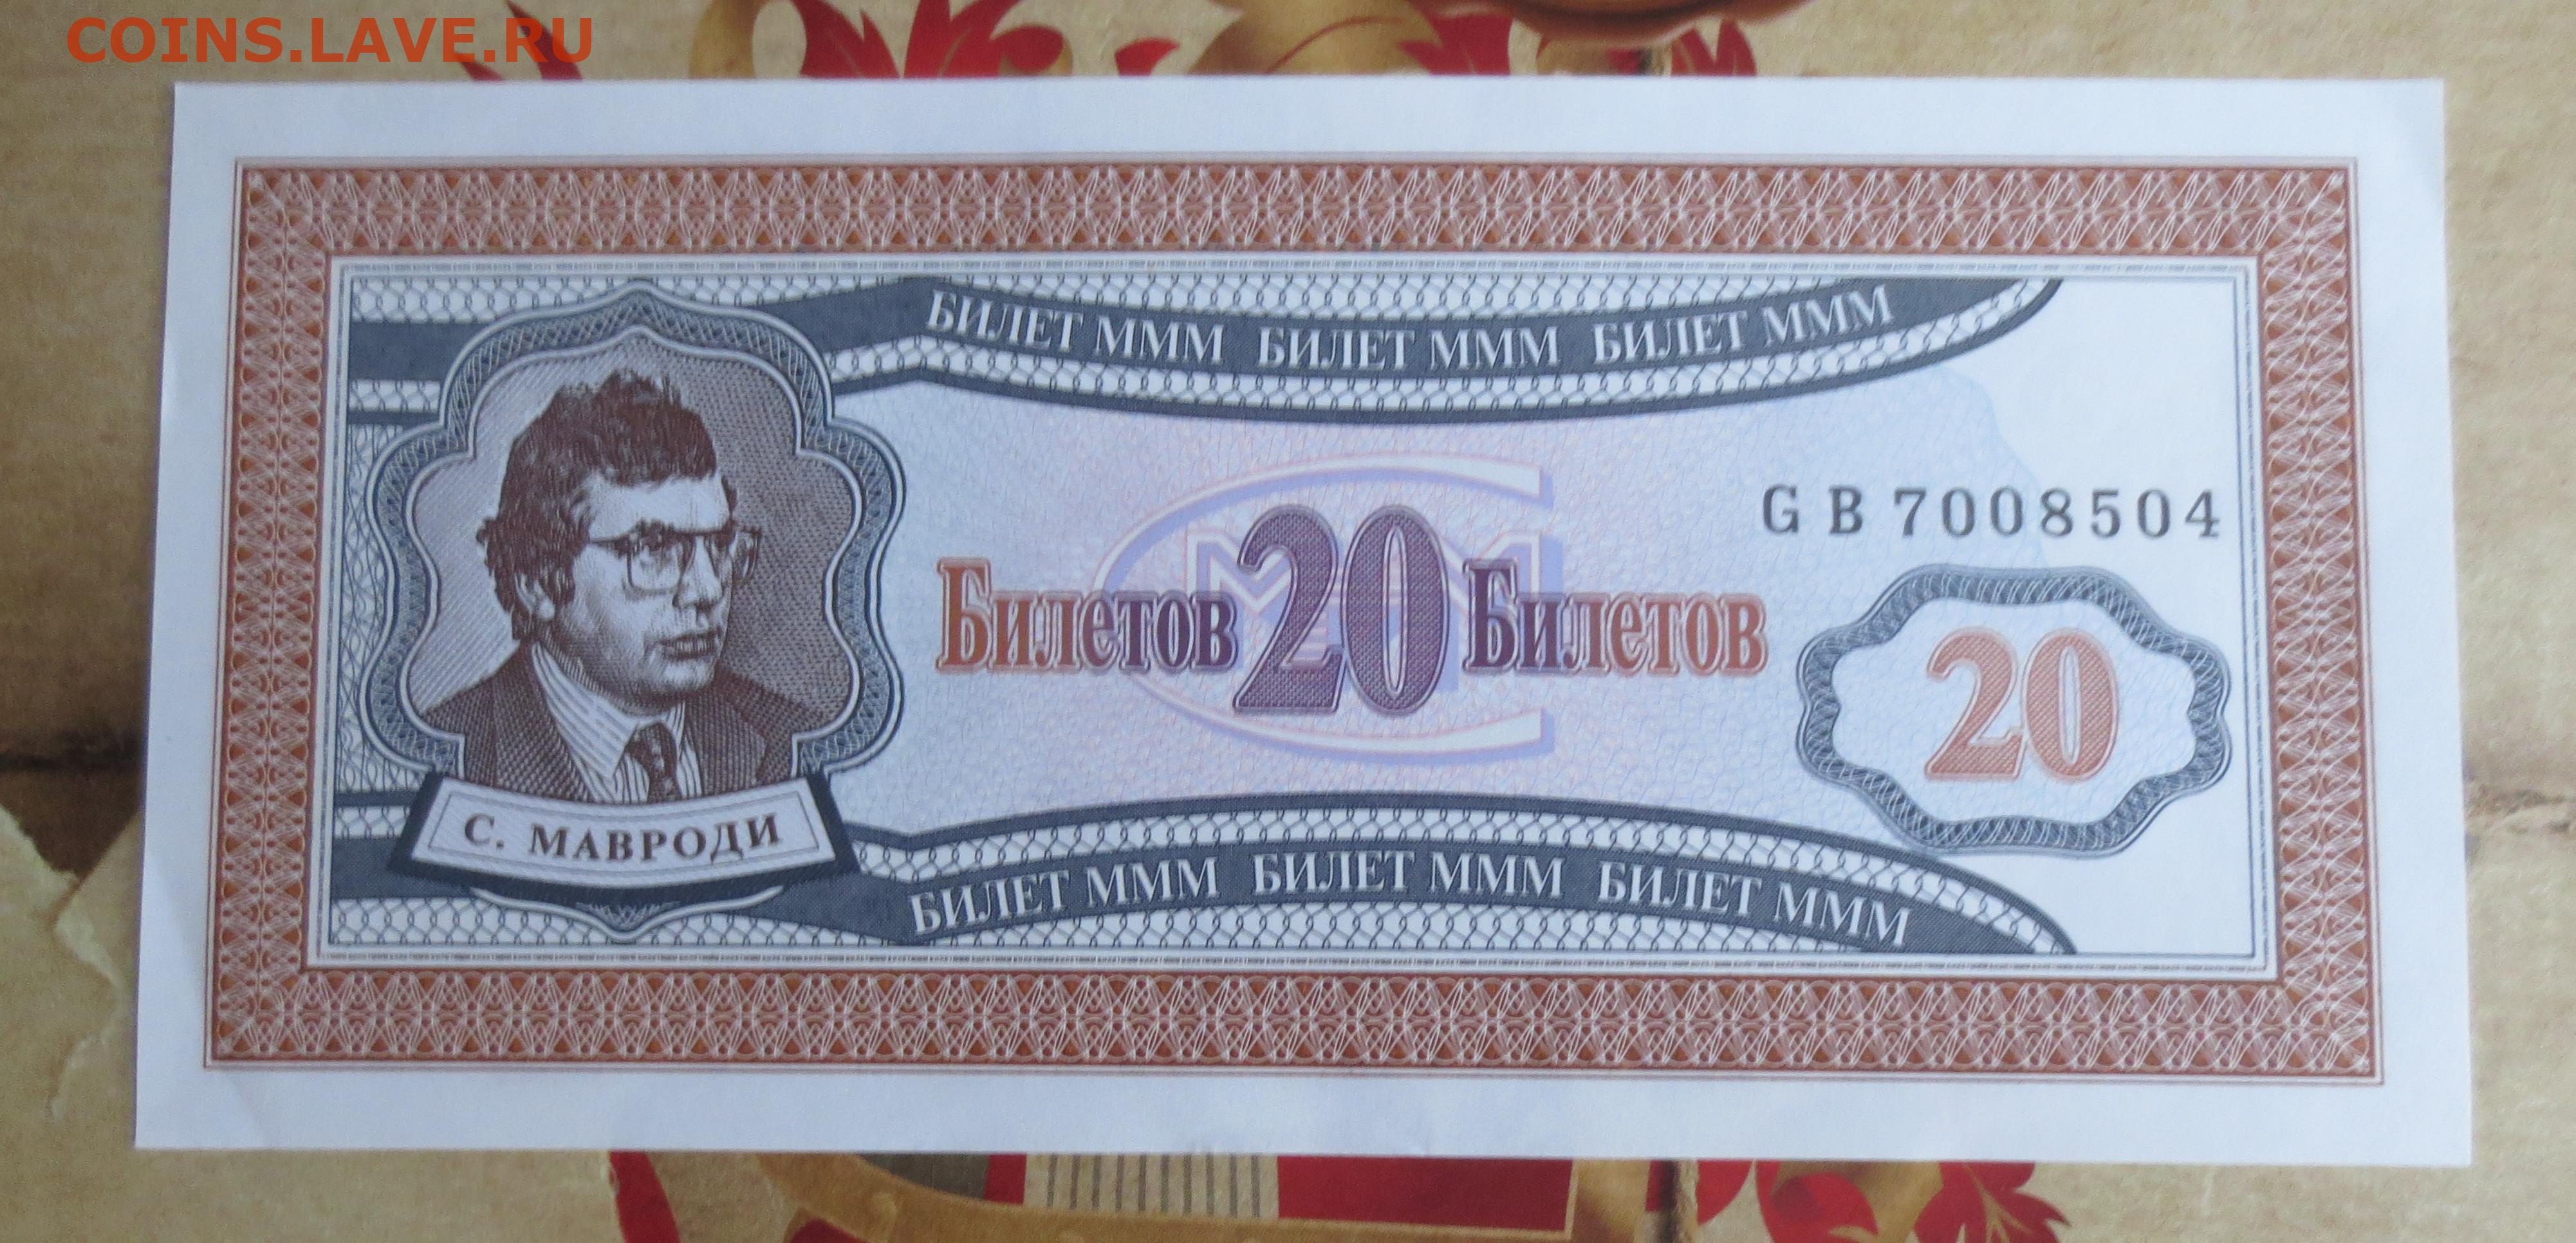 COINS.LAVE.RU
БИЛЕТ МММ БИЛЕТ МММ БИЛЕТ МММ
GB 7008504
Билетов 20 Билетов
20
С. МАВРОДИ
БИЛЕТ МММ БИЛЕТ МММ БИЛЕТ МММ